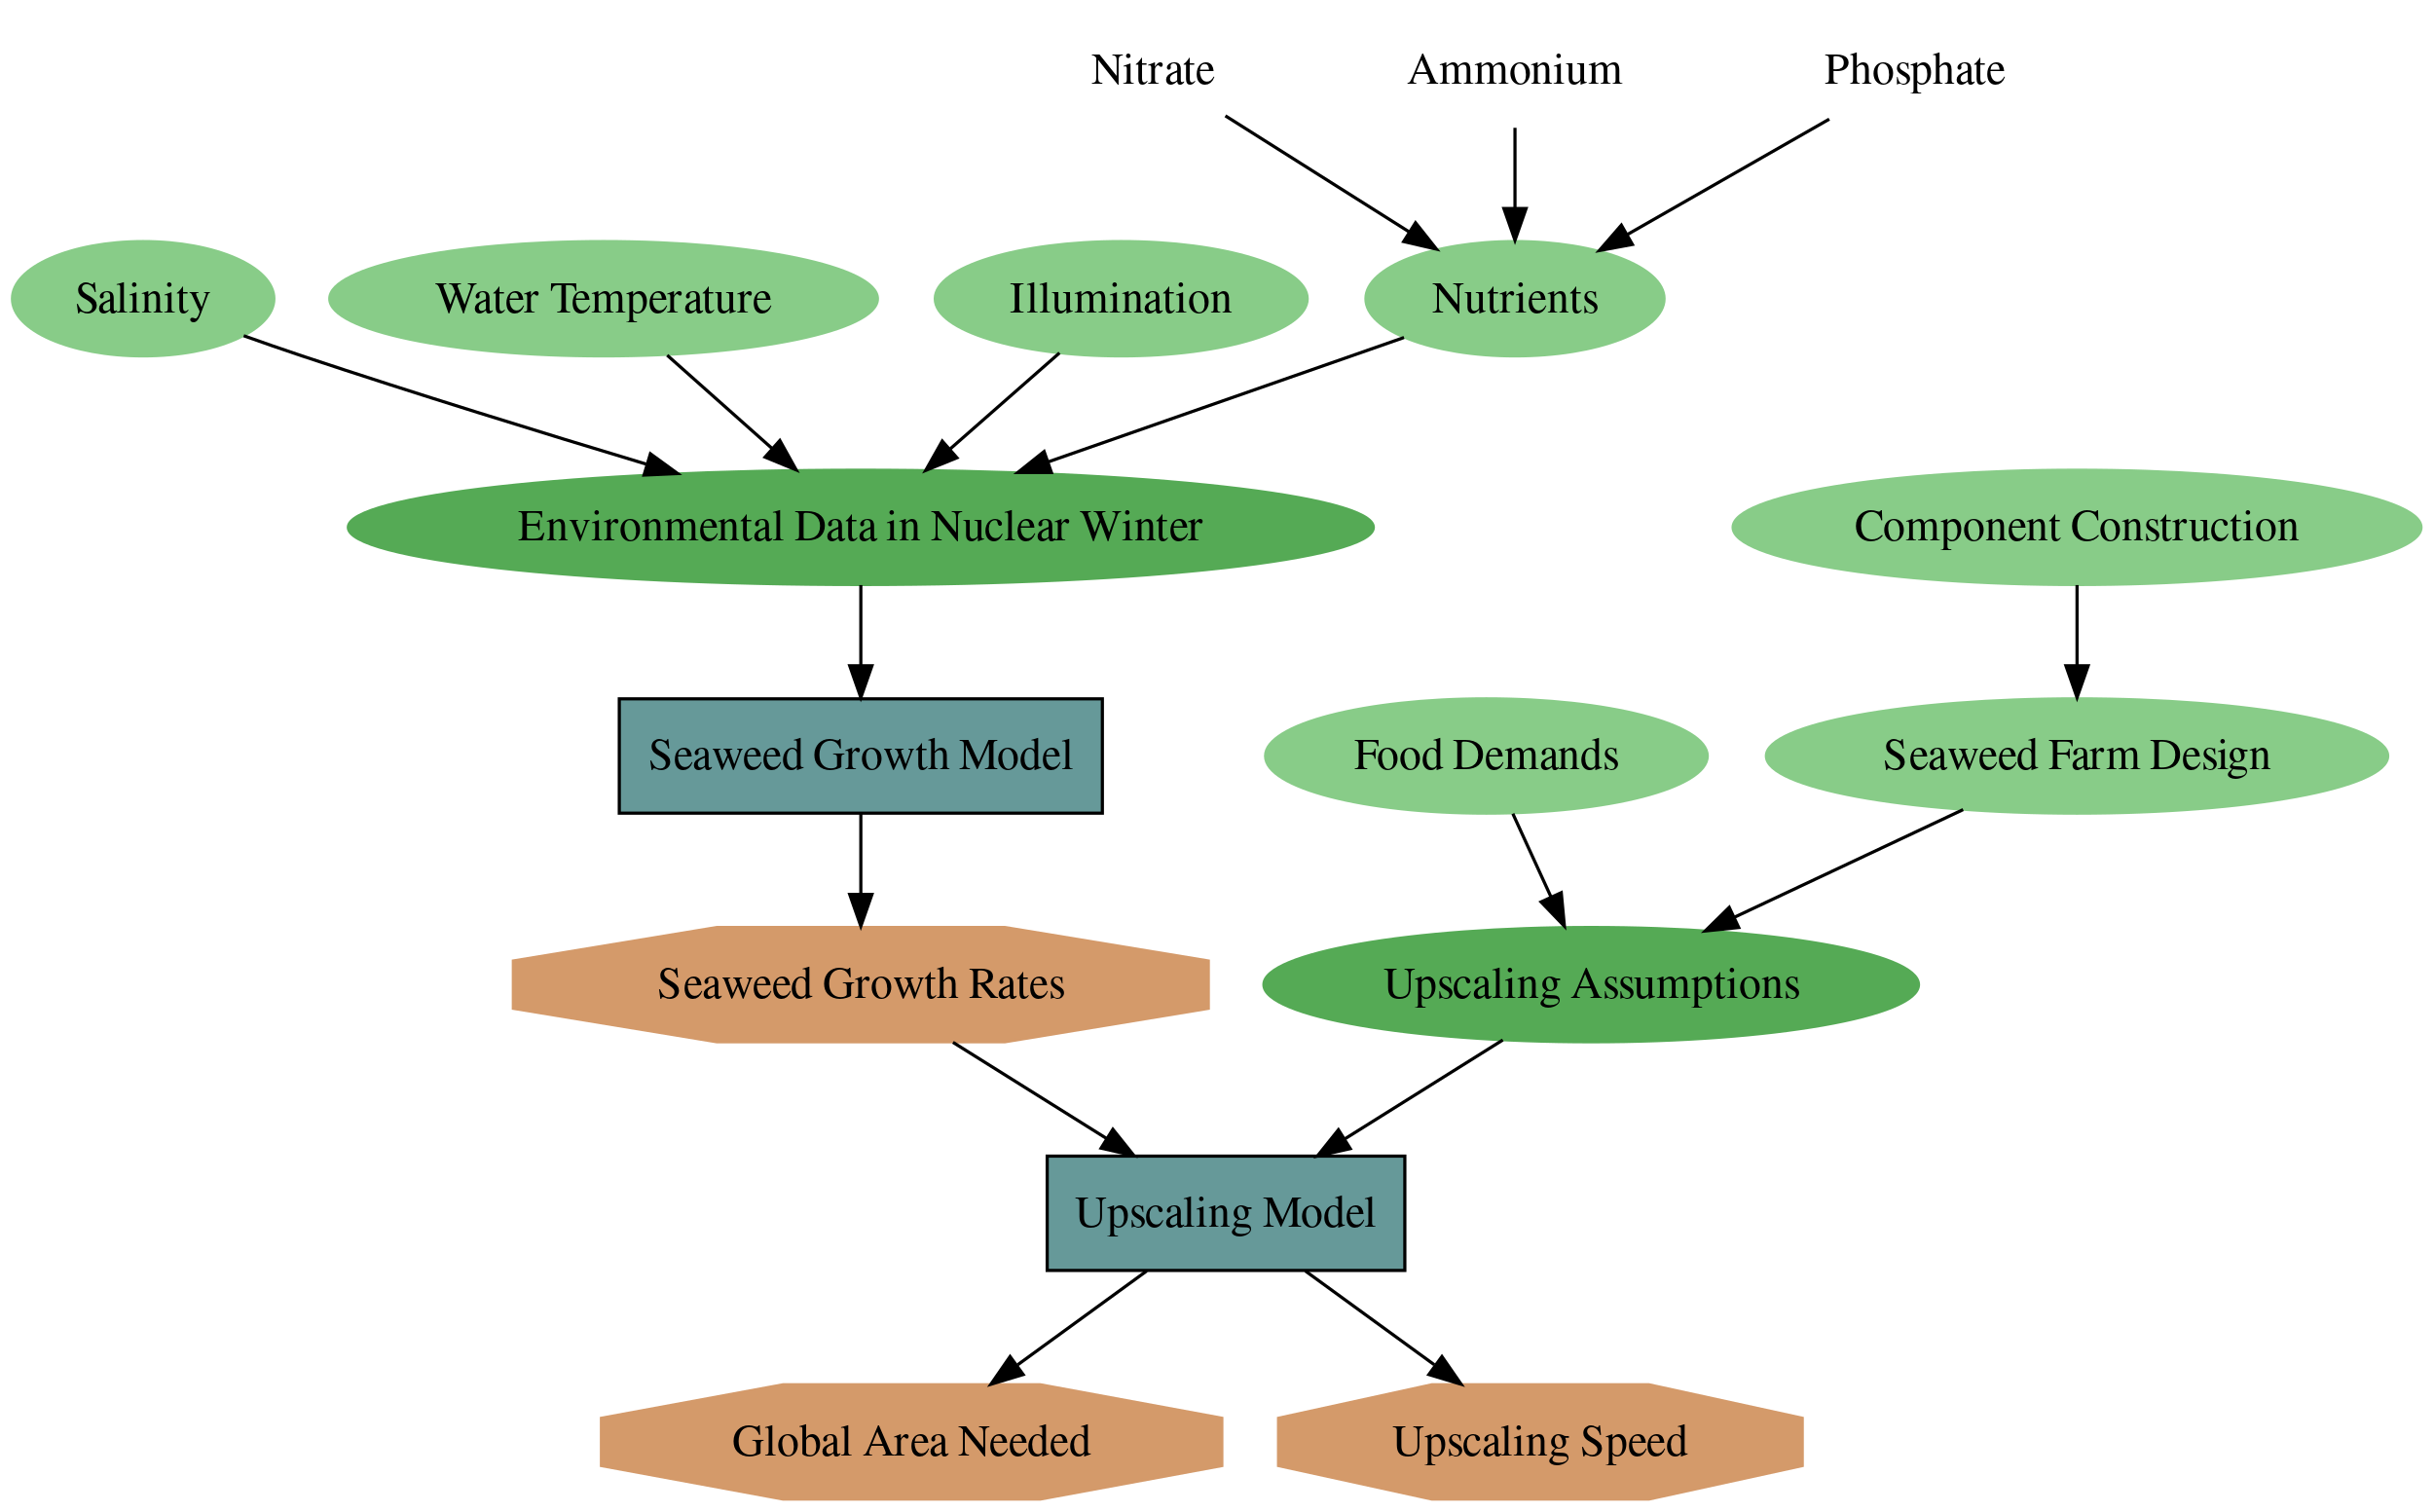 Nitrate
Ammonium
Phosphate
Salinity
Water Temperature
Illumination
Nutrients
Environmental Data in Nuclear Winter
Component Construction
Seaweed Growth Model
Food Demands
Seaweed Farm Design
Seaweed Growth Rates
Upscaling Assumptions
Upscaling Model
Global Area Needed
Upscaling Speed